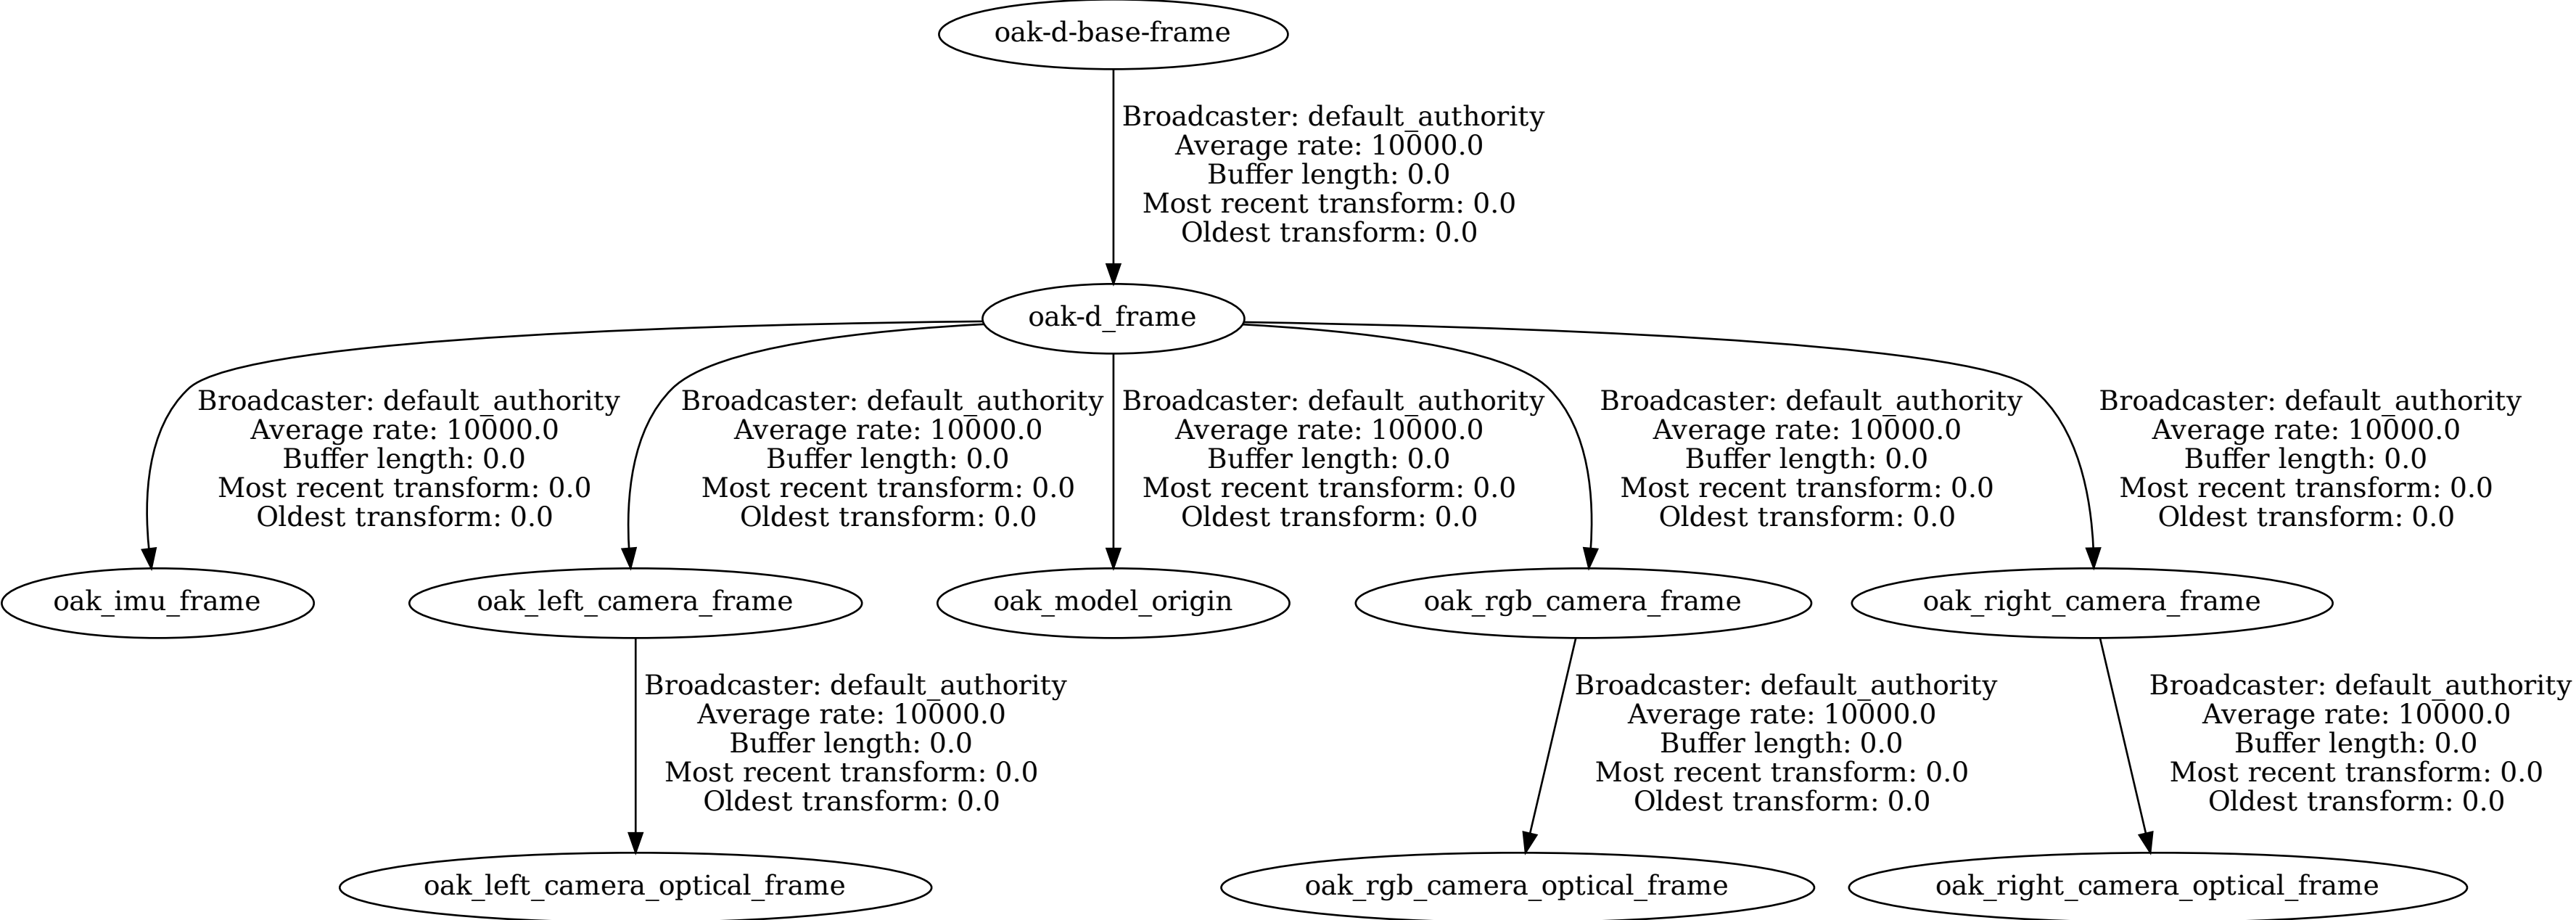 oak-d-base-frame
Broadcaster: default_authority
Average rate: 10000.0
Buffer length: 0.0
Most recent transform: 0.0
Oldest transform: 0.0
oak-d_frame
Broadcaster: default_authority
Average rate: 10000.0
Buffer length: 0.0
Most recent transform: 0.0
Oldest transform: 0.0
Broadcaster: default_authority
Average rate: 10000.0
Buffer length: 0.0
Most recent transform: 0.0
Oldest transform: 0.0
Broadcaster: default_authority
Average rate: 10000.0
Buffer length: 0.0
Most recent transform: 0.0
Oldest transform: 0.0
Broadcaster: default_authority
Average rate: 10000.0
Buffer length: 0.0
Most recent transform: 0.0
Oldest transform: 0.0
Broadcaster: default_authority
Average rate: 10000.0
Buffer length: 0.0
Most recent transform: 0.0
Oldest transform: 0.0
oak_imu_frame
oak_left_camera_frame
oak_model_origin
oak_rgb_camera_frame
oak_right_camera_frame
Broadcaster: default_authority
Average rate: 10000.0
Buffer length: 0.0
Most recent transform: 0.0
Oldest transform: 0.0
Broadcaster: default_authority
Average rate: 10000.0
Buffer length: 0.0
Most recent transform: 0.0
Oldest transform: 0.0
Broadcaster: default_authority
Average rate: 10000.0
Buffer length: 0.0
Most recent transform: 0.0
Oldest transform: 0.0
oak_left_camera_optical_frame
oak_rgb_camera_optical_frame
oak_right_camera_optical_frame